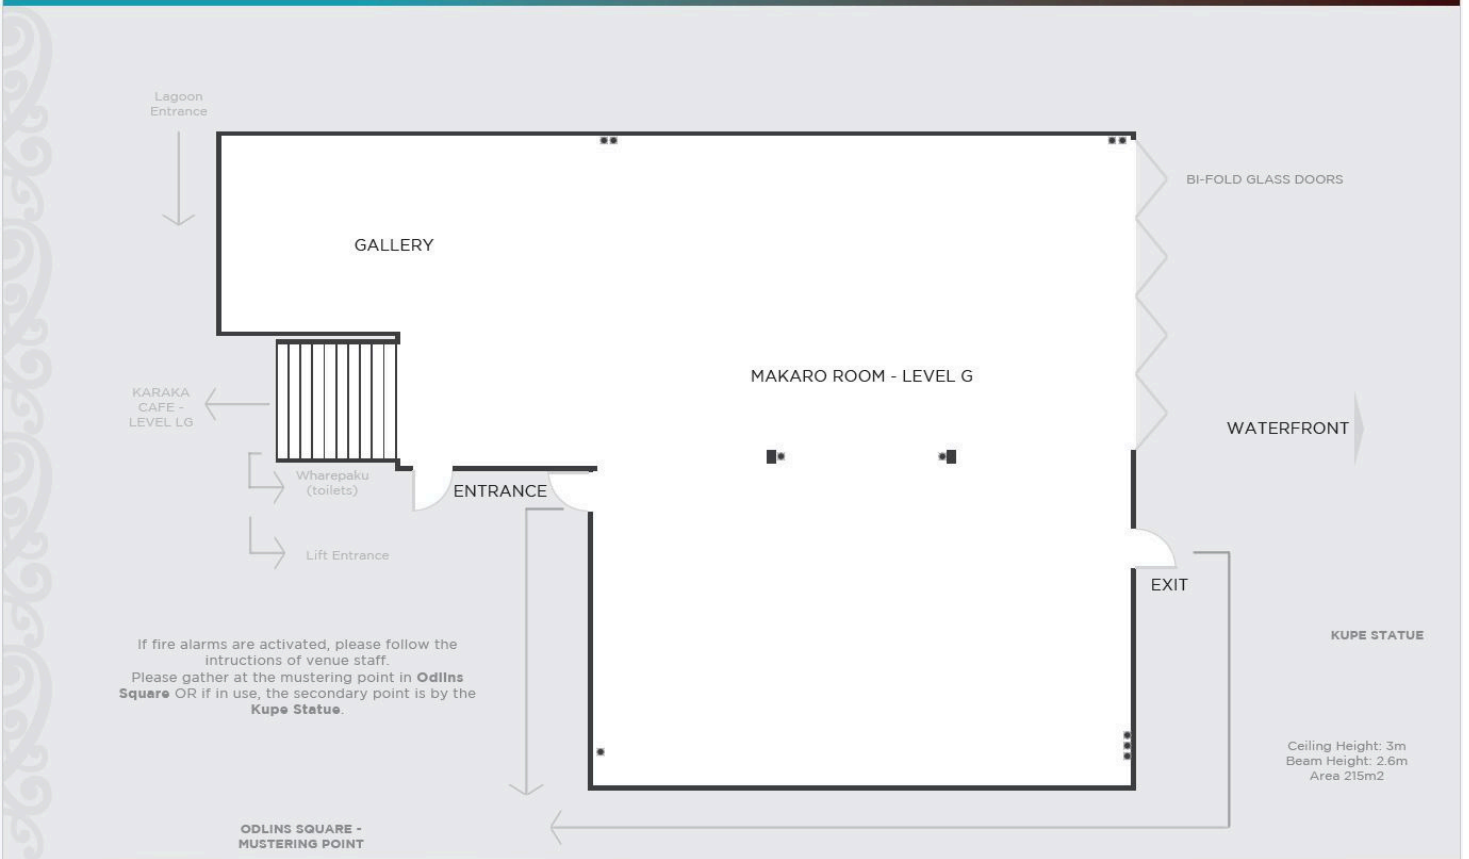 Lagoon
Entrance
BI-FOLD GLASS DOORS
GALLERY
MAKARO ROOM - LEVEL G
KARAKA
CAFE -
LEVEL LG
WATERFRONT
Wharepaku
(toilets)
ENTRANCE
Lift Entrance
EXIT
KUPE STATUE
If fire alarms are activated, please follow the
intructions of venue staff.
Please gather at the mustering point in Odlins
Square OR if in use, the secondary point is by the
Kupe Statue.
Ceiling Height: 3m
Beam Height: 2.6m
Area 215m2
ODLINS SQUARE -
MUSTERING POINT